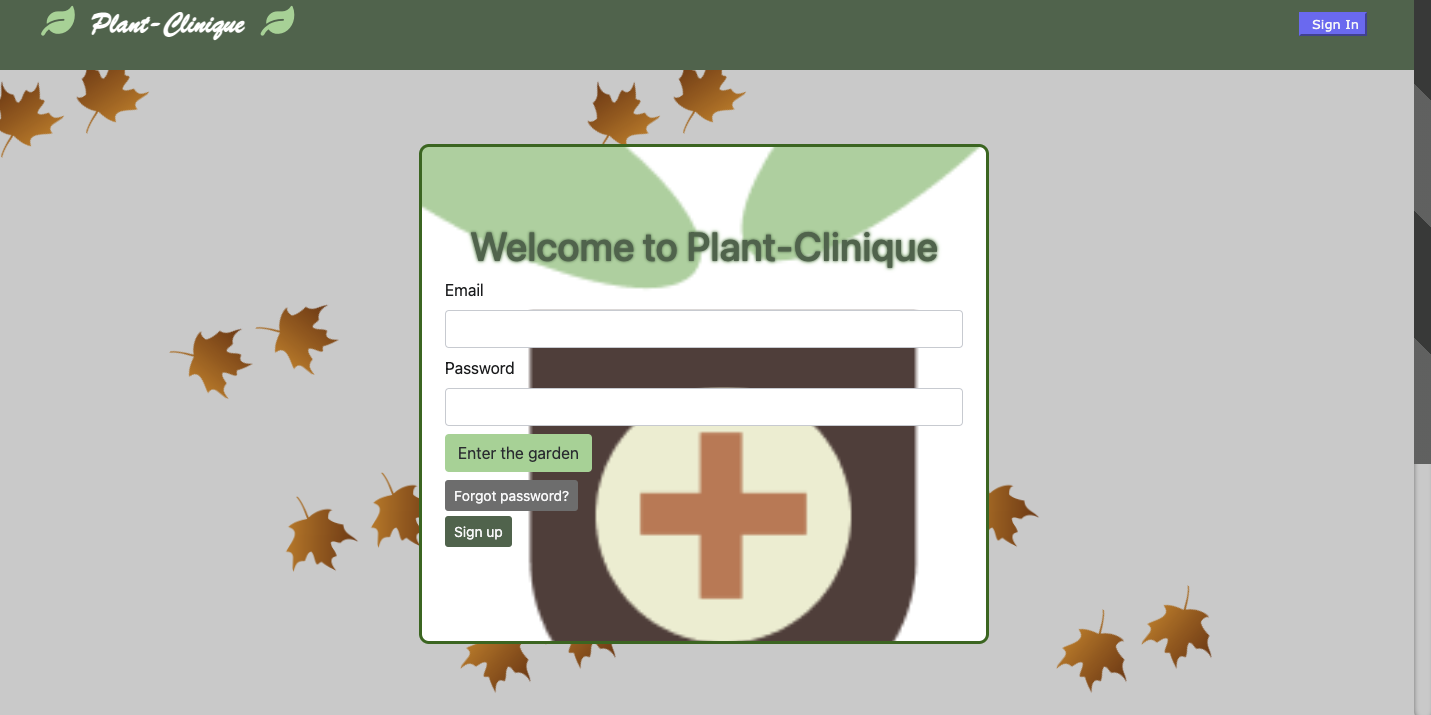 Plant-Clinique
Sign In
Welcome to Plant-Clinique
Email
Password
Enter the garden
Forgot password?
Sign up